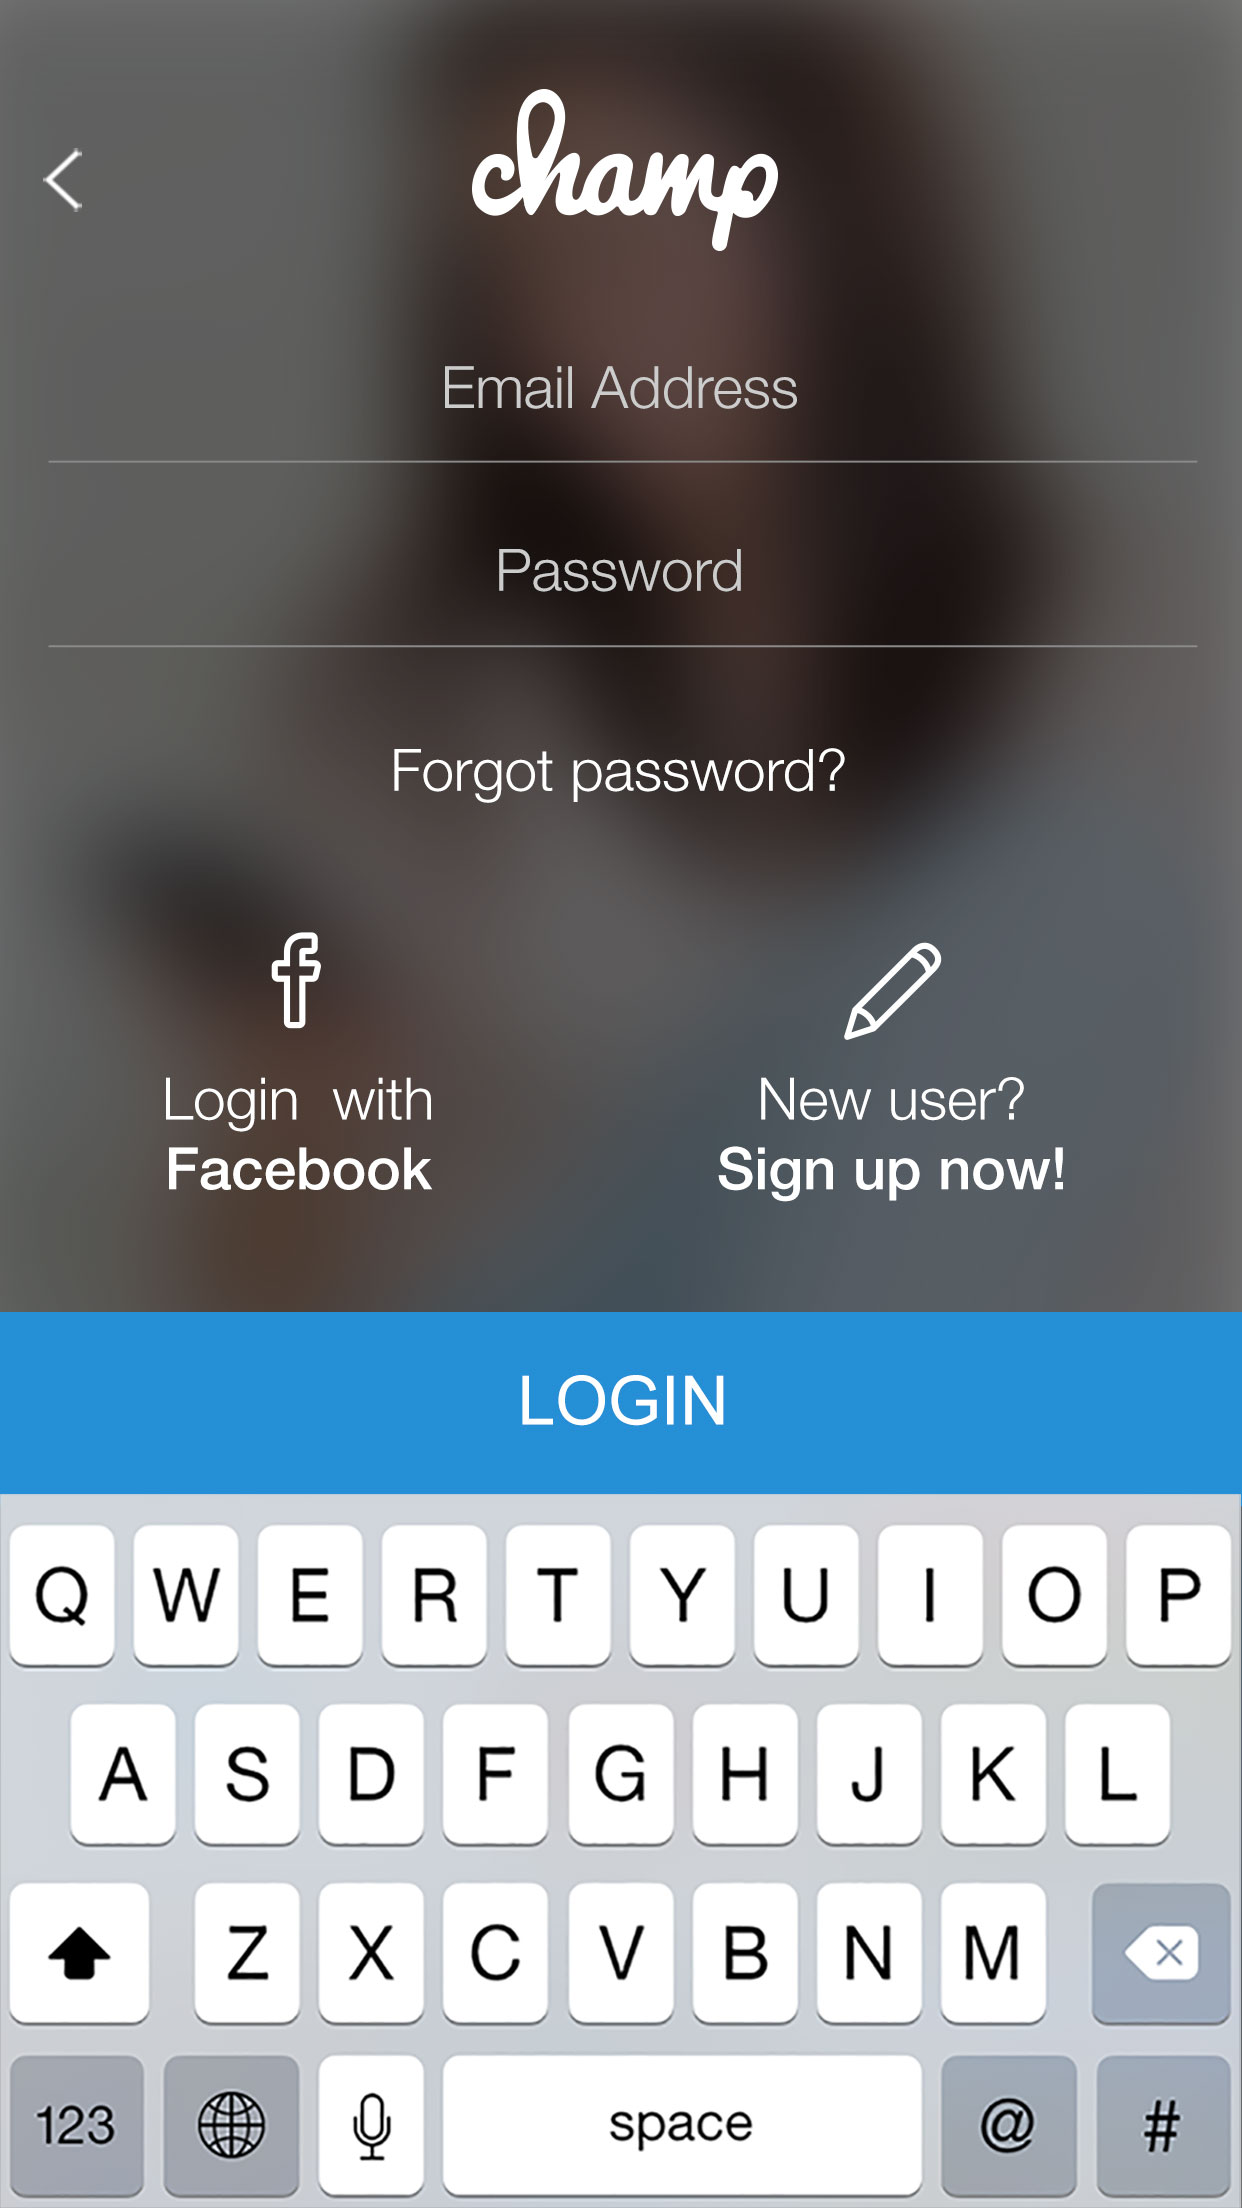 champ
Email Address
Password
Forgot password?
Login with
Facebook
New user?
Sign up now!
LOGIN
Q W E R T Y U I O P
A S D F G H J K L
Z X C V B N M
123 space @ #